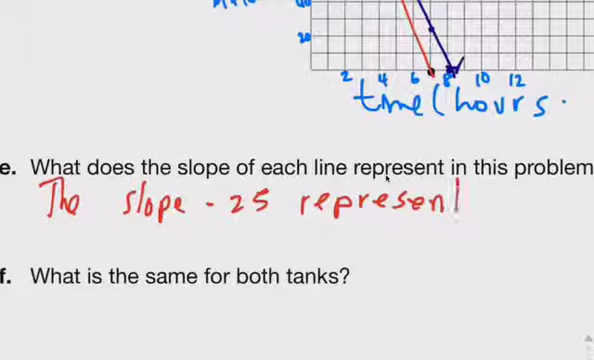 40
20
2 4 6 8 10 12
time (hours.
e. What does the slope of each line represent in this problem
The slope - 25 represent
f. What is the same for both tanks?